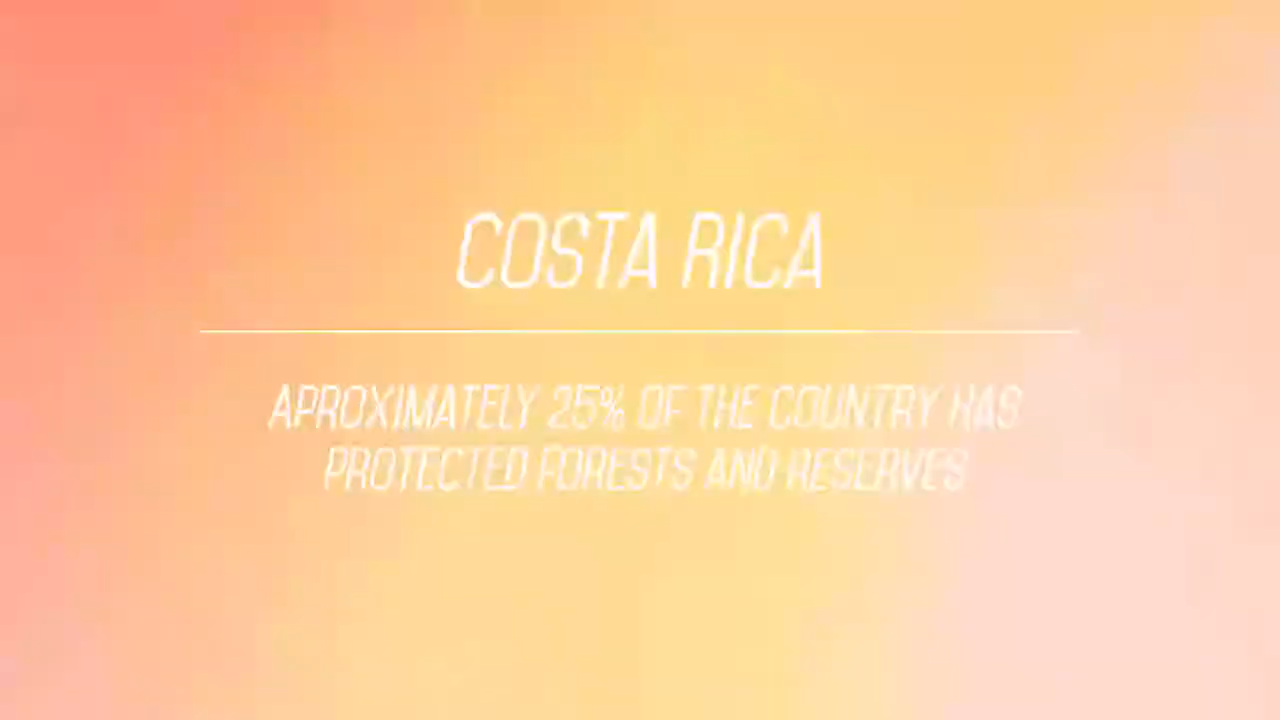 COSTA RICA
APROXIMATELY 25% OF THE COUNTRY HAS
PROTECTED FORESTS AND RESERVES